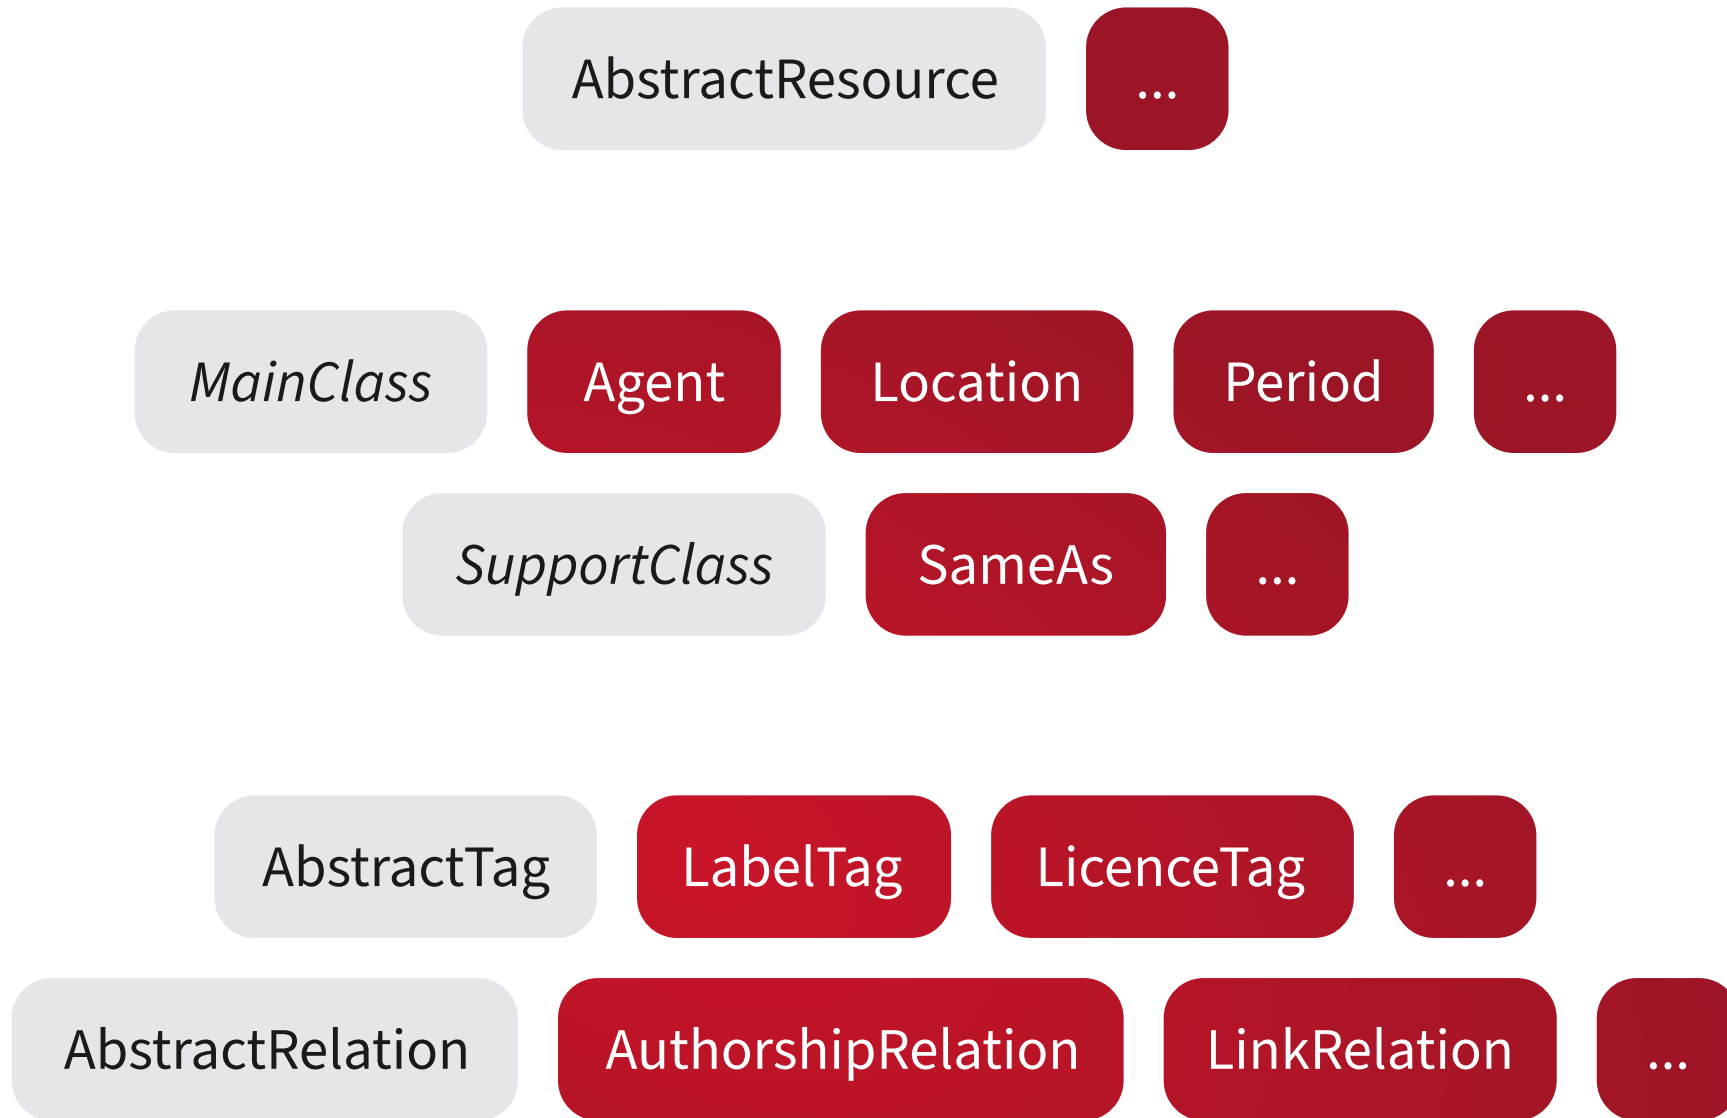 AbstractResource ...
MainClass Agent Location Period ...
SupportClass SameAs ...
AbstractTag LabelTag LicenceTag ...
AbstractRelation AuthorshipRelation LinkRelation ...